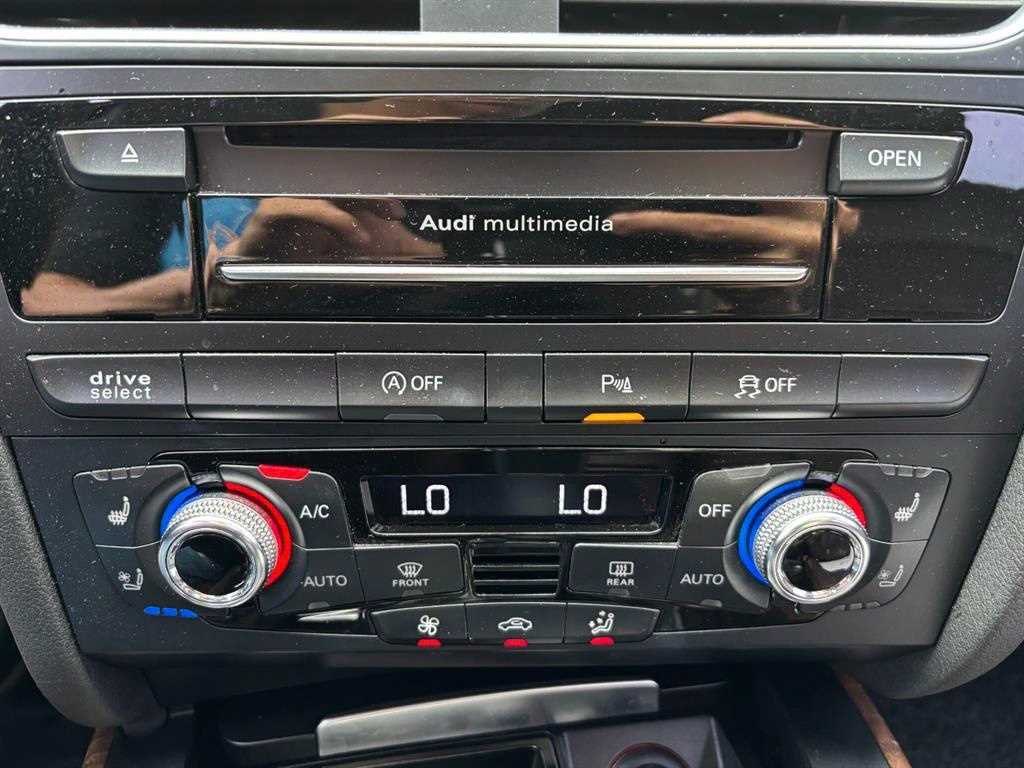 OPEN
Audi multimedia
drive
select
A OFF
P
OFF
A/C
LO
LO
OFF
AUTO
FRONT
REAR
AUTO